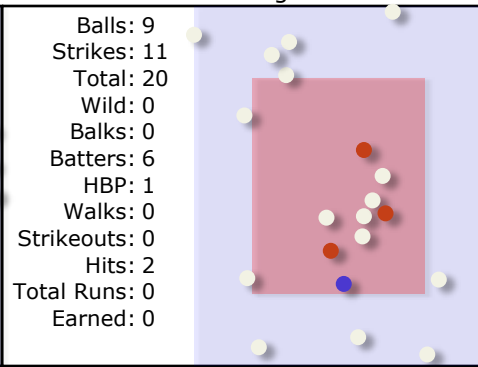 Balls: 9
Strikes: 11
Total: 20
Wild: 0
Balks: 0
Batters: 6
HBP: 1
Walks: 0
Strikeouts: 0
Hits: 2
Total Runs: 0
Earned: 0